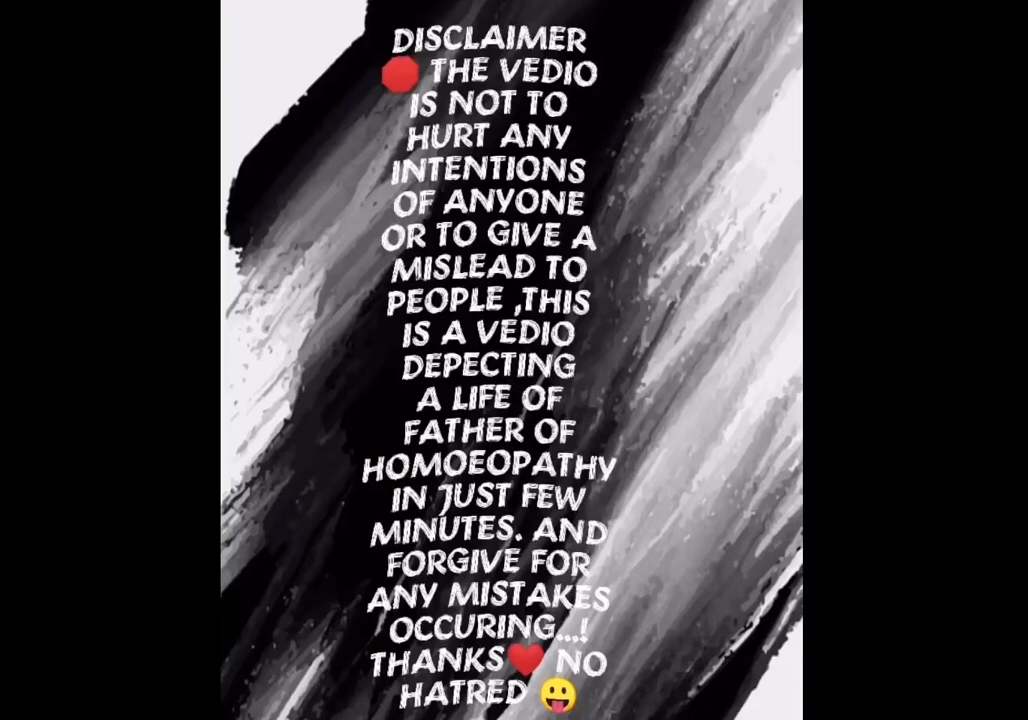 DISCLAIMER
🛑 THE VEDIO
IS NOT TO
HURT ANY
INTENTIONS
OF ANYONE
OR TO GIVE A
MISLEAD TO
PEOPLE ,THIS
IS A VEDIO
DEPECTING
A LIFE OF
FATHER OF
HOMOEOPATHY
IN JUST FEW
MINUTES. AND
FORGIVE FOR
ANY MISTAKES
OCCURING...!
THANKS❤️ NO
HATRED 😛